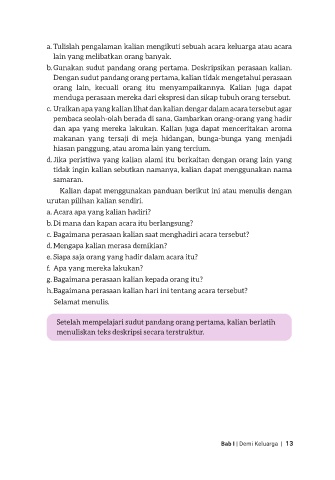 a. Tulislah pengalaman kalian mengikuti sebuah acara keluarga atau acara
lain yang melibatkan orang banyak.
b. Gunakan sudut pandang orang pertama. Deskripsikan perasaan kalian.
Dengan sudut pandang orang pertama, kalian tidak mengetahui perasaan
orang lain, kecuali orang itu menyampaikannya. Kalian juga dapat
menduga perasaan mereka dari ekspresi dan sikap tubuh orang tersebut.
c. Uraikan apa yang kalian lihat dan kalian dengar dalam acara tersebut agar
pembaca seolah-olah berada di sana. Gambarkan orang-orang yang hadir
dan apa yang mereka lakukan. Kalian juga dapat menceritakan aroma
makanan yang tersaji di meja hidangan, bunga-bunga yang menjadi
hiasan panggung, atau aroma lain yang tercium.
d. Jika peristiwa yang kalian alami itu berkaitan dengan orang lain yang
tidak ingin kalian sebutkan namanya, kalian dapat menggunakan nama
samaran.
Kalian dapat menggunakan panduan berikut ini atau menulis dengan
urutan pilihan kalian sendiri.
a. Acara apa yang kalian hadiri?
b. Di mana dan kapan acara itu berlangsung?
c. Bagaimana perasaan kalian saat menghadiri acara tersebut?
d. Mengapa kalian merasa demikian?
e. Siapa saja orang yang hadir dalam acara itu?
f. Apa yang mereka lakukan?
g. Bagaimana perasaan kalian kepada orang itu?
h. Bagaimana perasaan kalian hari ini tentang acara tersebut?
Selamat menulis.
Setelah mempelajari sudut pandang orang pertama, kalian berlatih
menuliskan teks deskripsi secara terstruktur.
Bab I | Demi Keluarga | 13